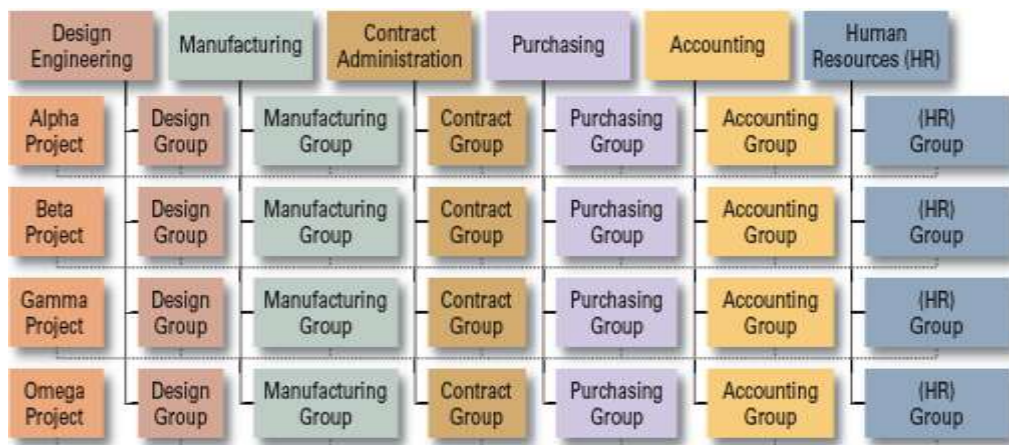 Design
Engineering
Manufacturing
Contract
Administration
Purchasing
Accounting
Human
Resources (HR)
Alpha
Project
Design
Group
Manufacturing
Group
Contract
Group
Purchasing
Group
Accounting
Group
(HR)
Group
Beta
Project
Design
Group
Manufacturing
Group
Contract
Group
Purchasing
Group
Accounting
Group
(HR)
Group
Gamma
Project
Design
Group
Manufacturing
Group
Contract
Group
Purchasing
Group
Accounting
Group
(HR)
Group
Omega
Project
Design
Group
Manufacturing
Group
Contract
Group
Purchasing
Group
Accounting
Group
(HR)
Group